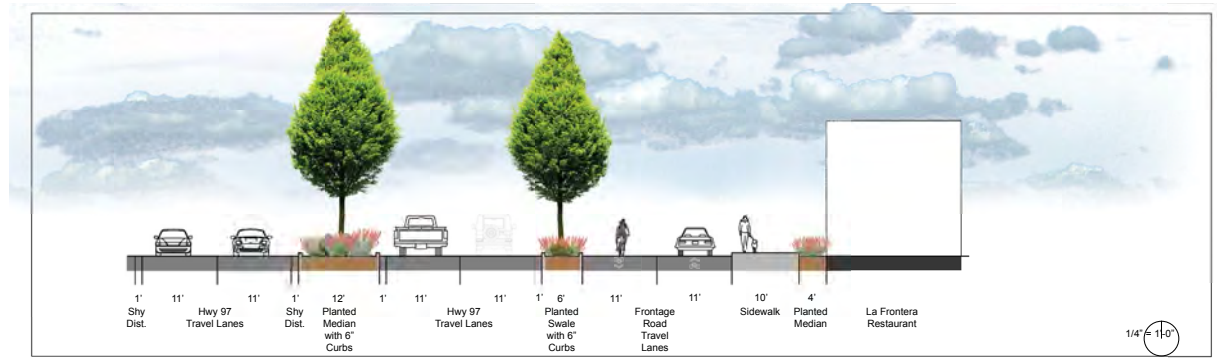 1' 11' 11' 1' 12' 1' 11' 11' 1' 6' 11' 11' 10' 4'
Shy
Dist.
Hwy 97
Travel Lanes
Shy
Dist.
Planted
Median
with 6"
Curbs
Hwy 97
Travel Lanes
Planted
Swale
with 6"
Curbs
Frontage
Road
Travel
Lanes
Sidewalk
Planted
Median
La Frontera
Restaurant
1/4" = 1'-0"